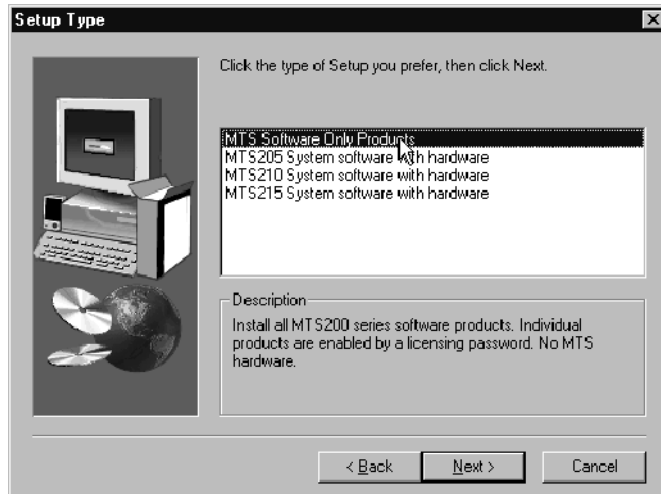 Setup Type
Click the type of Setup you prefer, then click Next.
MTS Software Only Products
MTS205 System software with hardware
MTS210 System software with hardware
MTS215 System software with hardware
Description
Install all MTS200 series software products. Individual
products are enabled by a licensing password. No MTS
hardware.
< Back
Next >
Cancel